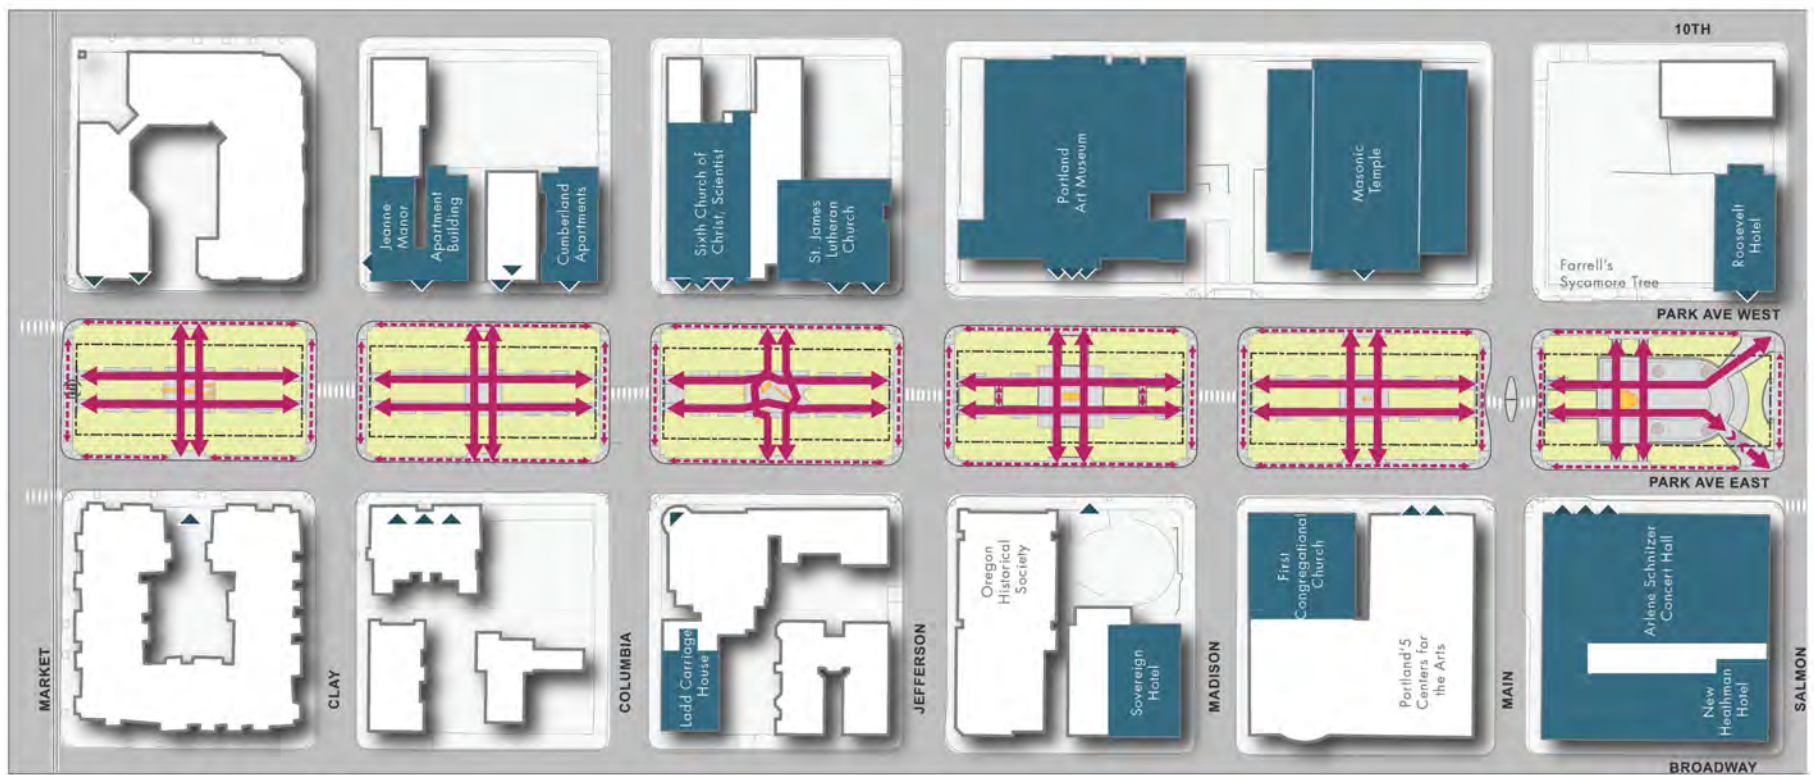 10TH
Jeanne
Manor
Apartment
Building
Cumberland
Apartments
Sixth Church of
Christ, Scientist
St. James
Lutheran
Church
Portland
Art Museum
Masonic
Temple
Roosevelt
Hotel
Farrell's
Sycamore Tree
PARK AVE WEST
PARK AVE EAST
Ladd Carriage
House
Oregon
Historical
Society
Sovereign
Hotel
First
Congregational
Church
Portland'5
Centers for
the Arts
Arlene Schnitzer
Concert Hall
New
Heathman
Hotel
MARKET
CLAY
COLUMBIA
JEFFERSON
MADISON
MAIN
SALMON
BROADWAY